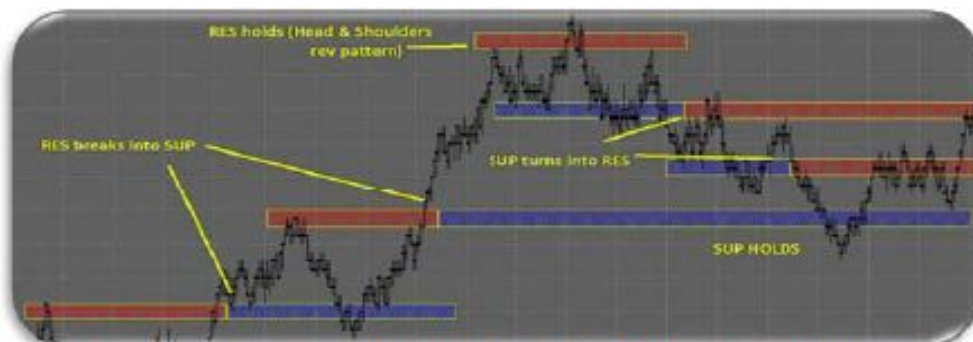 RES holds (Head & Shoulders
rev pattern)
RES breaks into SUP
SUP turns into RES
SUP HOLDS